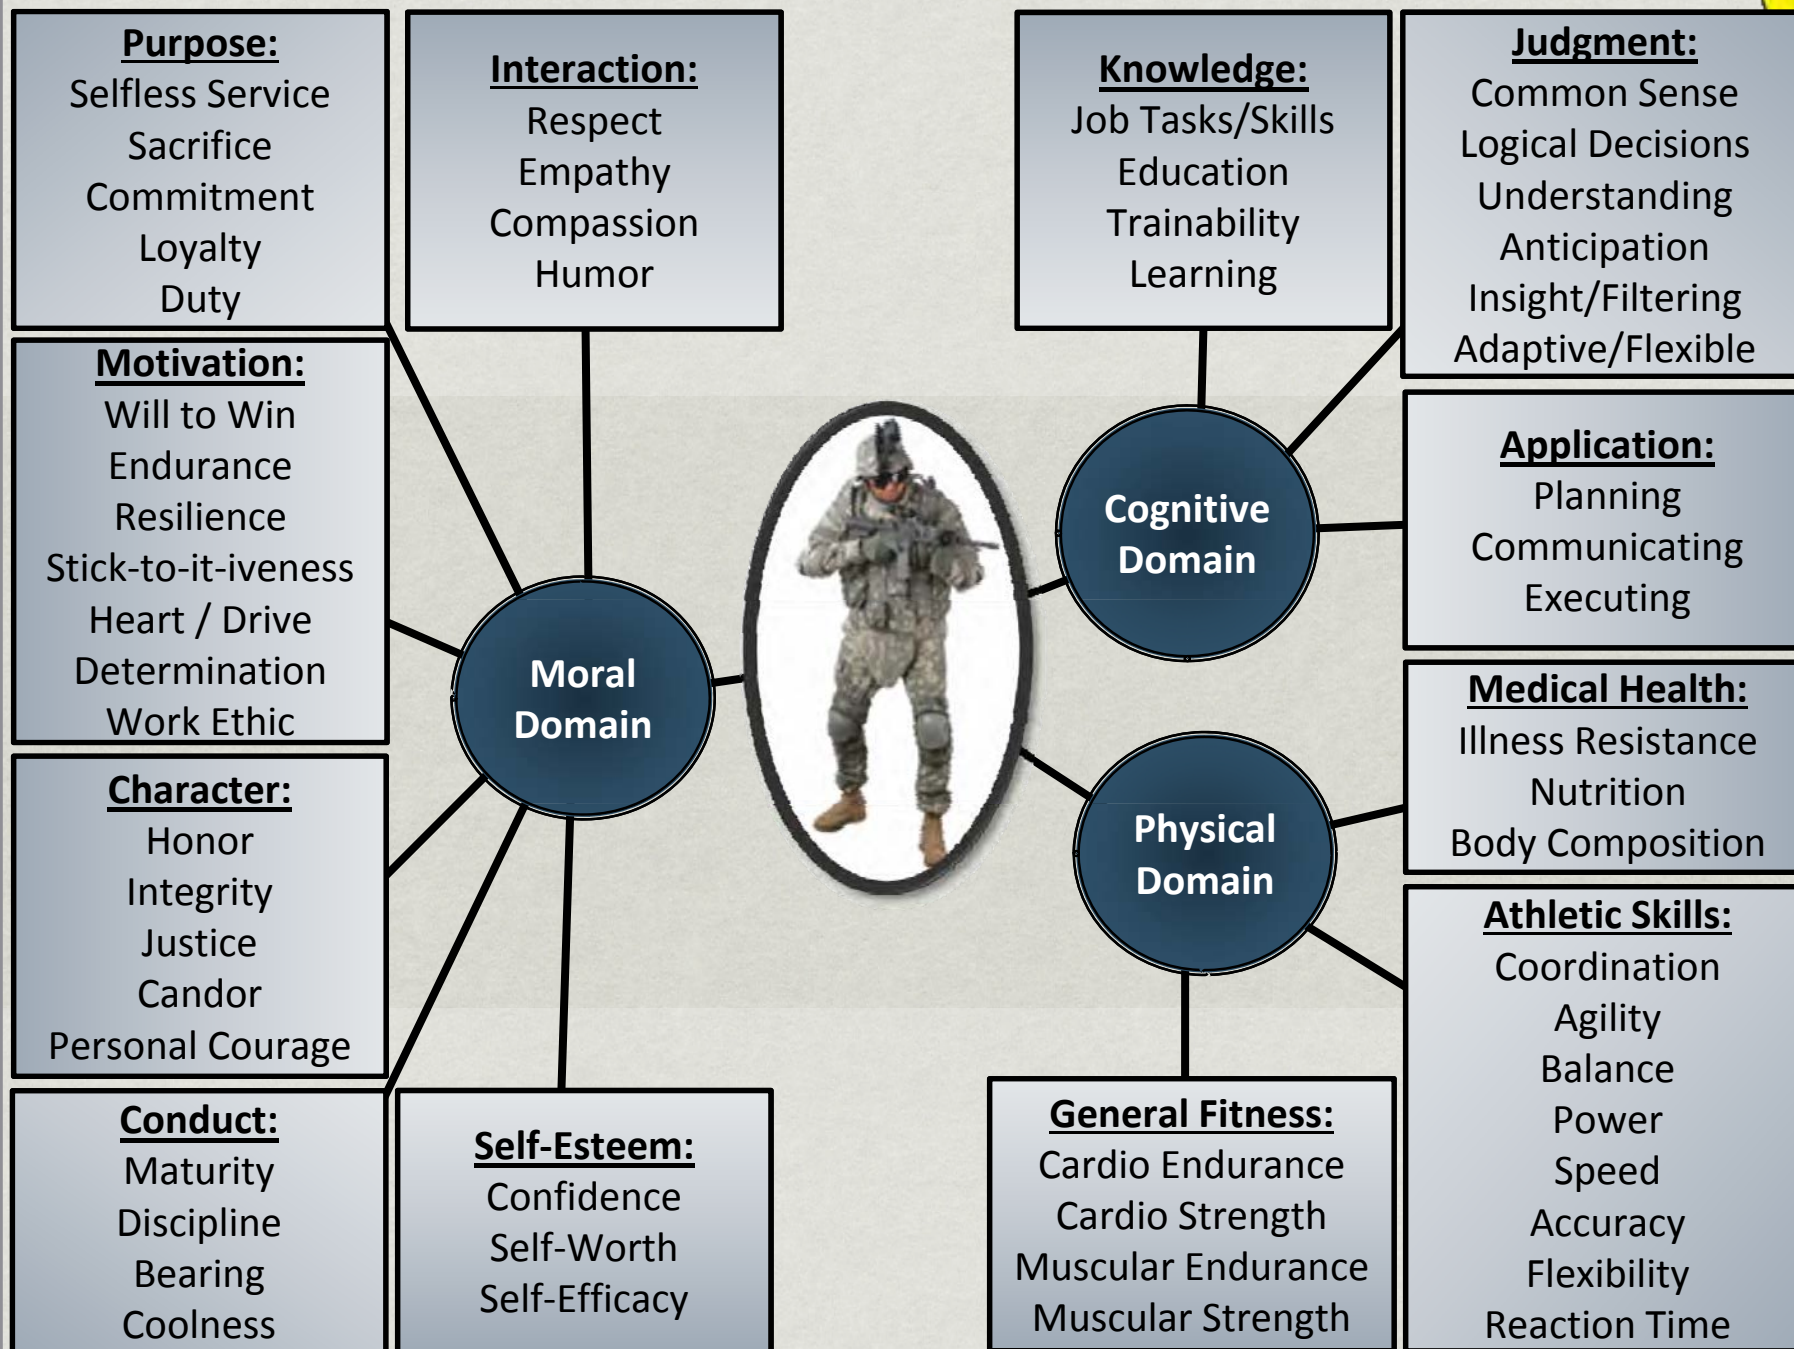 Purpose:
Selfless Service
Sacrifice
Commitment
Loyalty
Duty
Interaction:
Respect
Empathy
Compassion
Humor
Knowledge:
Job Tasks/Skills
Education
Trainability
Learning
Judgment:
Common Sense
Logical Decisions
Understanding
Anticipation
Insight/Filtering
Adaptive/Flexible
Motivation:
Will to Win
Endurance
Resilience
Stick-to-it-iveness
Heart / Drive
Determination
Work Ethic
Cognitive
Domain
Application:
Planning
Communicating
Executing
Moral
Domain
Medical Health:
Illness Resistance
Nutrition
Body Composition
Character:
Honor
Integrity
Justice
Candor
Personal Courage
Physical
Domain
Athletic Skills:
Coordination
Agility
Balance
Power
Speed
Accuracy
Flexibility
Reaction Time
Conduct:
Maturity
Discipline
Bearing
Coolness
Self-Esteem:
Confidence
Self-Worth
Self-Efficacy
General Fitness:
Cardio Endurance
Cardio Strength
Muscular Endurance
Muscular Strength